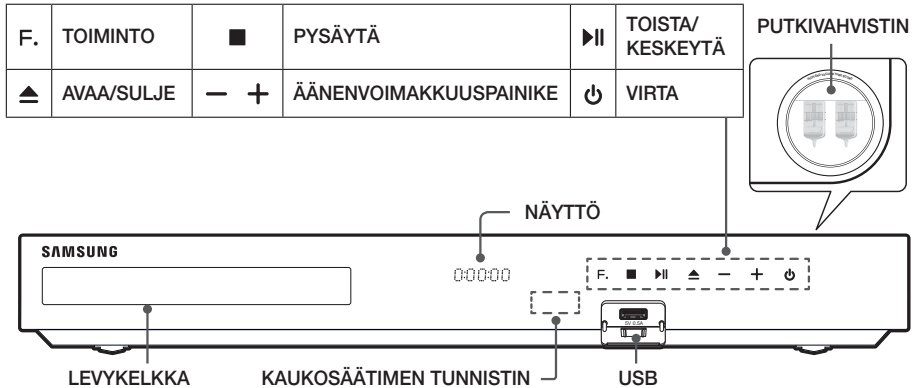 F. TOIMINTO ■ PYSÄYTÄ TOISTA/
KESKEYTÄ
AVAA/SULJE − + ÄÄNENVOIMAKKUUSPAINIKE VIRTA
PUTKIVAHVISTIN
NÄYTTÖ
SAMSUNG
0:00:00
F. ■ − +
5V 0.5A
LEVYKELKKA
KAUKOSÄÄTIMEN TUNNISTIN
USB